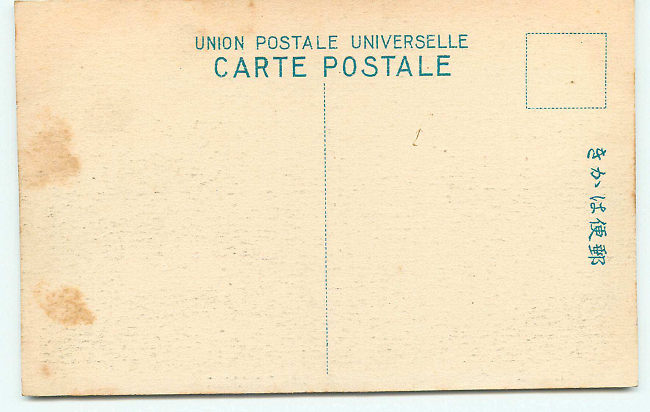 UNION POSTALE UNIVERSELLE
CARTE POSTALE
郵便はかき